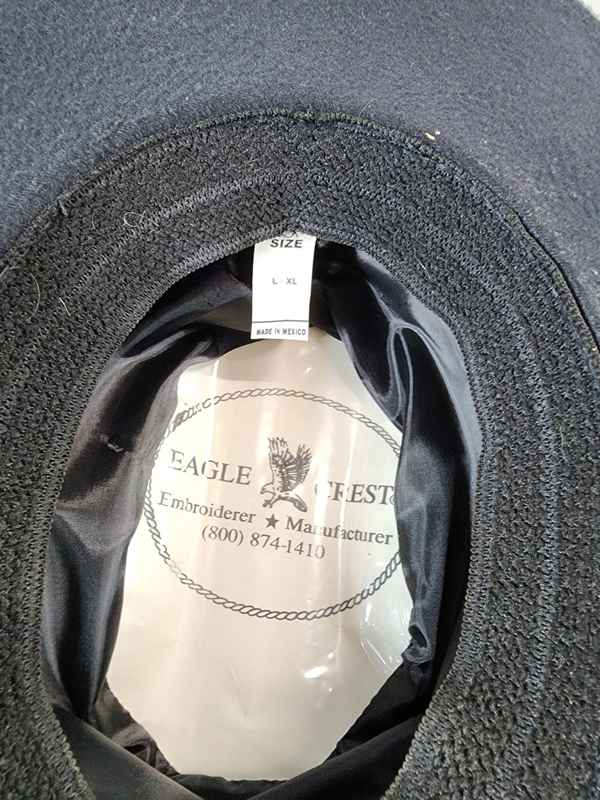 SIZE
L XL
MADE IN MEXICO
EAGLE CREST
Embroiderer ★ Manufacturer
(800) 874-1410